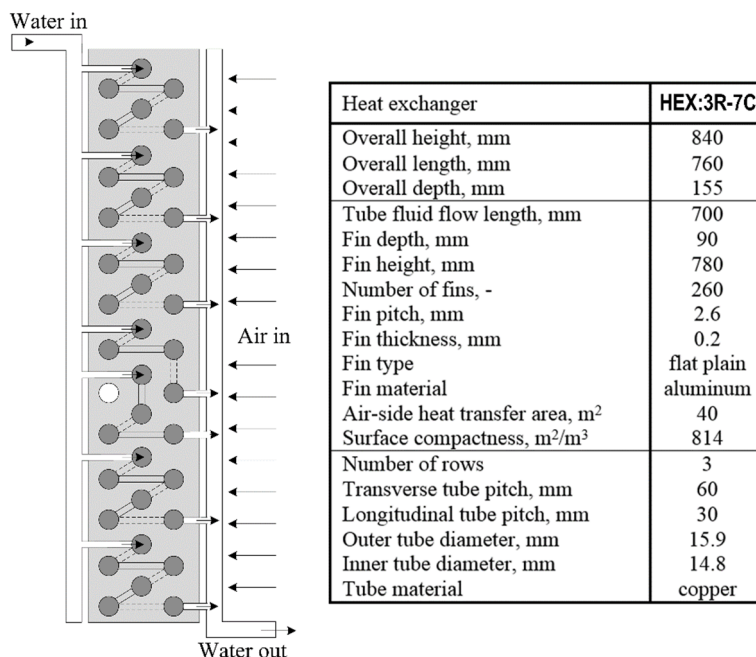 Water in
Air in
Water out
Heat exchanger HEX:3R-7C
Overall height, mm 840
Overall length, mm 760
Overall depth, mm 155
Tube fluid flow length, mm 700
Fin depth, mm 90
Fin height, mm 780
Number of fins, - 260
Fin pitch, mm 2.6
Fin thickness, mm 0.2
Fin type flat plain
Fin material aluminum
Air-side heat transfer area, m² 40
Surface compactness, m²/m³ 814
Number of rows 3
Transverse tube pitch, mm 60
Longitudinal tube pitch, mm 30
Outer tube diameter, mm 15.9
Inner tube diameter, mm 14.8
Tube material copper